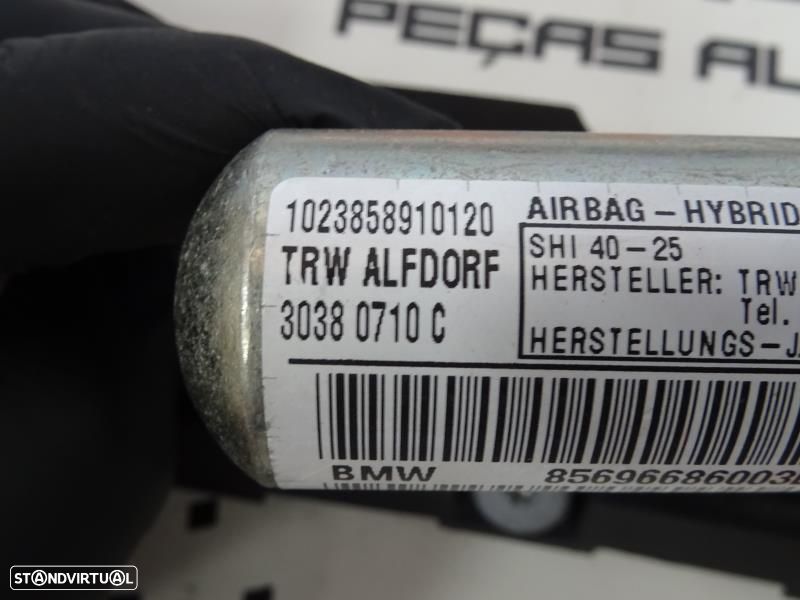 PEÇAS AL
1023858910120
TRW ALFDORF
3038 0710 C
AIRBAG-HYBRID
SHI 40-25
HERSTELLER: TRW
Tel.
HERSTELLUNGS-J
BMW
85696686003
STANDVIRTUAL